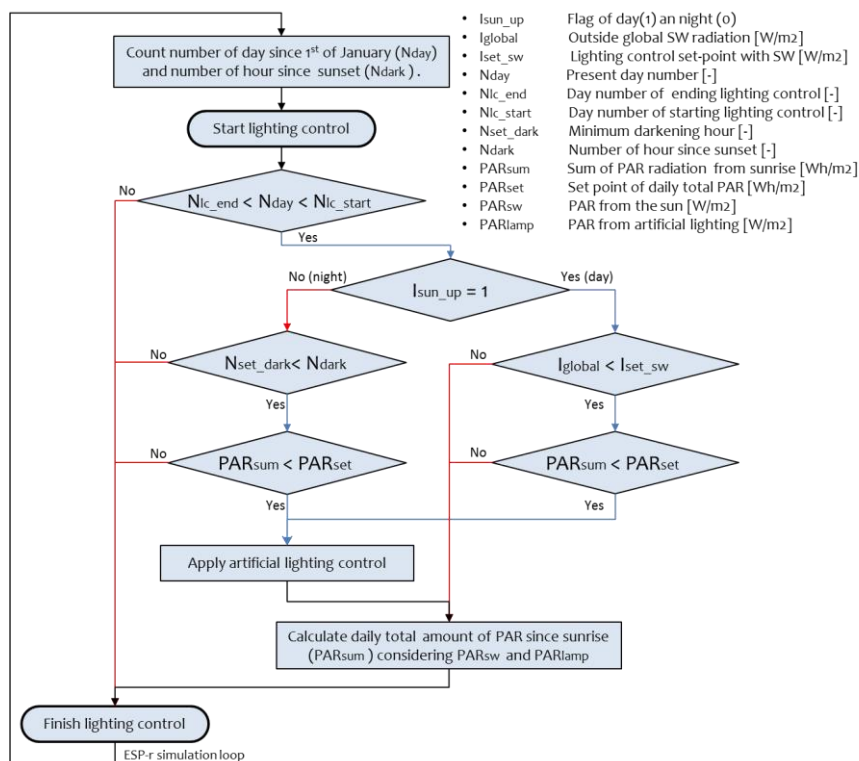 Count number of day since 1st of January (Nday)
and number of hour since sunset (Ndark) .
Start lighting control
• Isun_up Flag of day(1) an night (0)
• Iglobal Outside global SW radiation [W/m2]
• Iset_sw Lighting control set-point with SW [W/m2]
• Nday Present day number [-]
• Nlc_end Day number of ending lighting control [-]
• Nlc_start Day number of starting lighting control [-]
• Nset_dark Minimum darkening hour [-]
• Ndark Number of hour since sunset [-]
• PARsum Sum of PAR radiation from sunrise [Wh/m2]
• PARset Set point of daily total PAR [Wh/m2]
• PARsw PAR from the sun [W/m2]
• PARlamp PAR from artificial lighting [W/m2]
No
Nlc_end < Nday < Nlc_start
Yes
No (night)
Isun_up = 1
Yes (day)
No
Nset_dark< Ndark
No
Iglobal < Iset_sw
Yes
Yes
No
PARsum < PARset
No
PARsum < PARset
Yes
Yes
Apply artificial lighting control
Calculate daily total amount of PAR since sunrise
(PARsum ) considering PARsw and PARlamp
Finish lighting control
ESP-r simulation loop